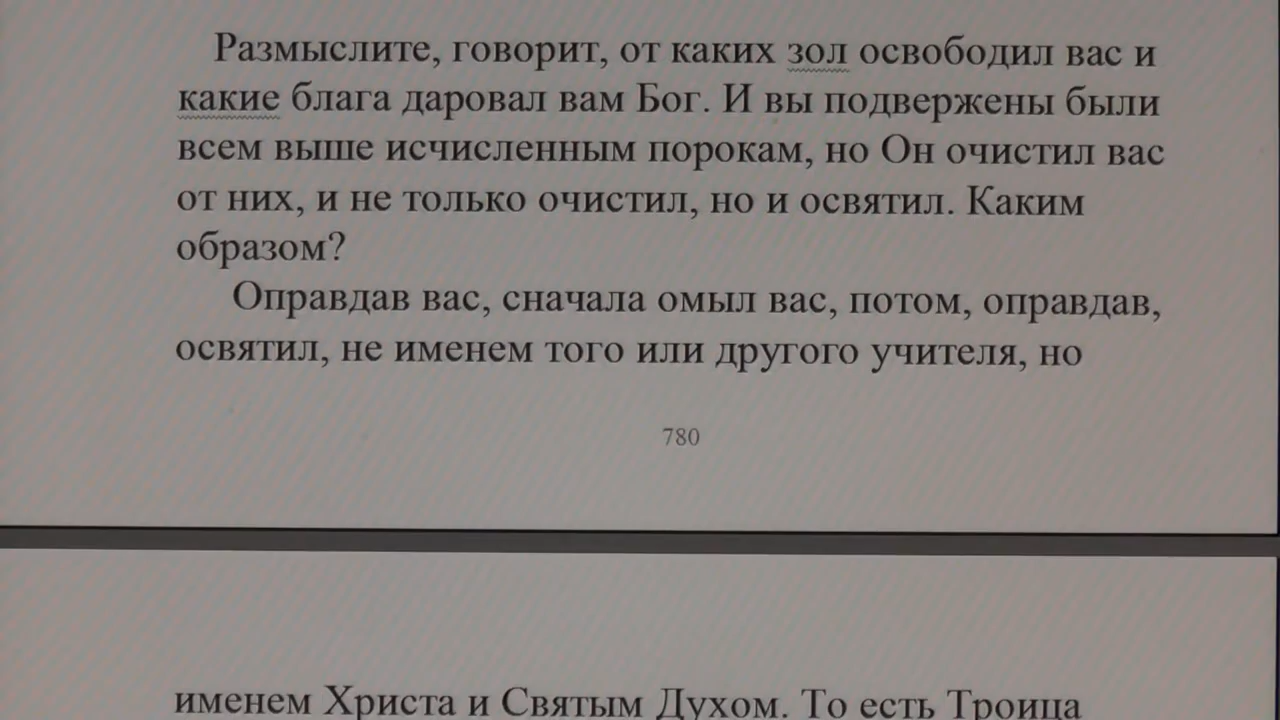 Размыслите, говорит, от каких зол освободил вас и
какие блага даровал вам Бог. И вы подвержены были
всем выше исчисленным порокам, но Он очистил вас
от них, и не только очистил, но и освятил. Каким
образом?
Оправдав вас, сначала омыл вас, потом, оправдав,
освятил, не именем того или другого учителя, но
780
именем Христа и Святым Духом. То есть Троица